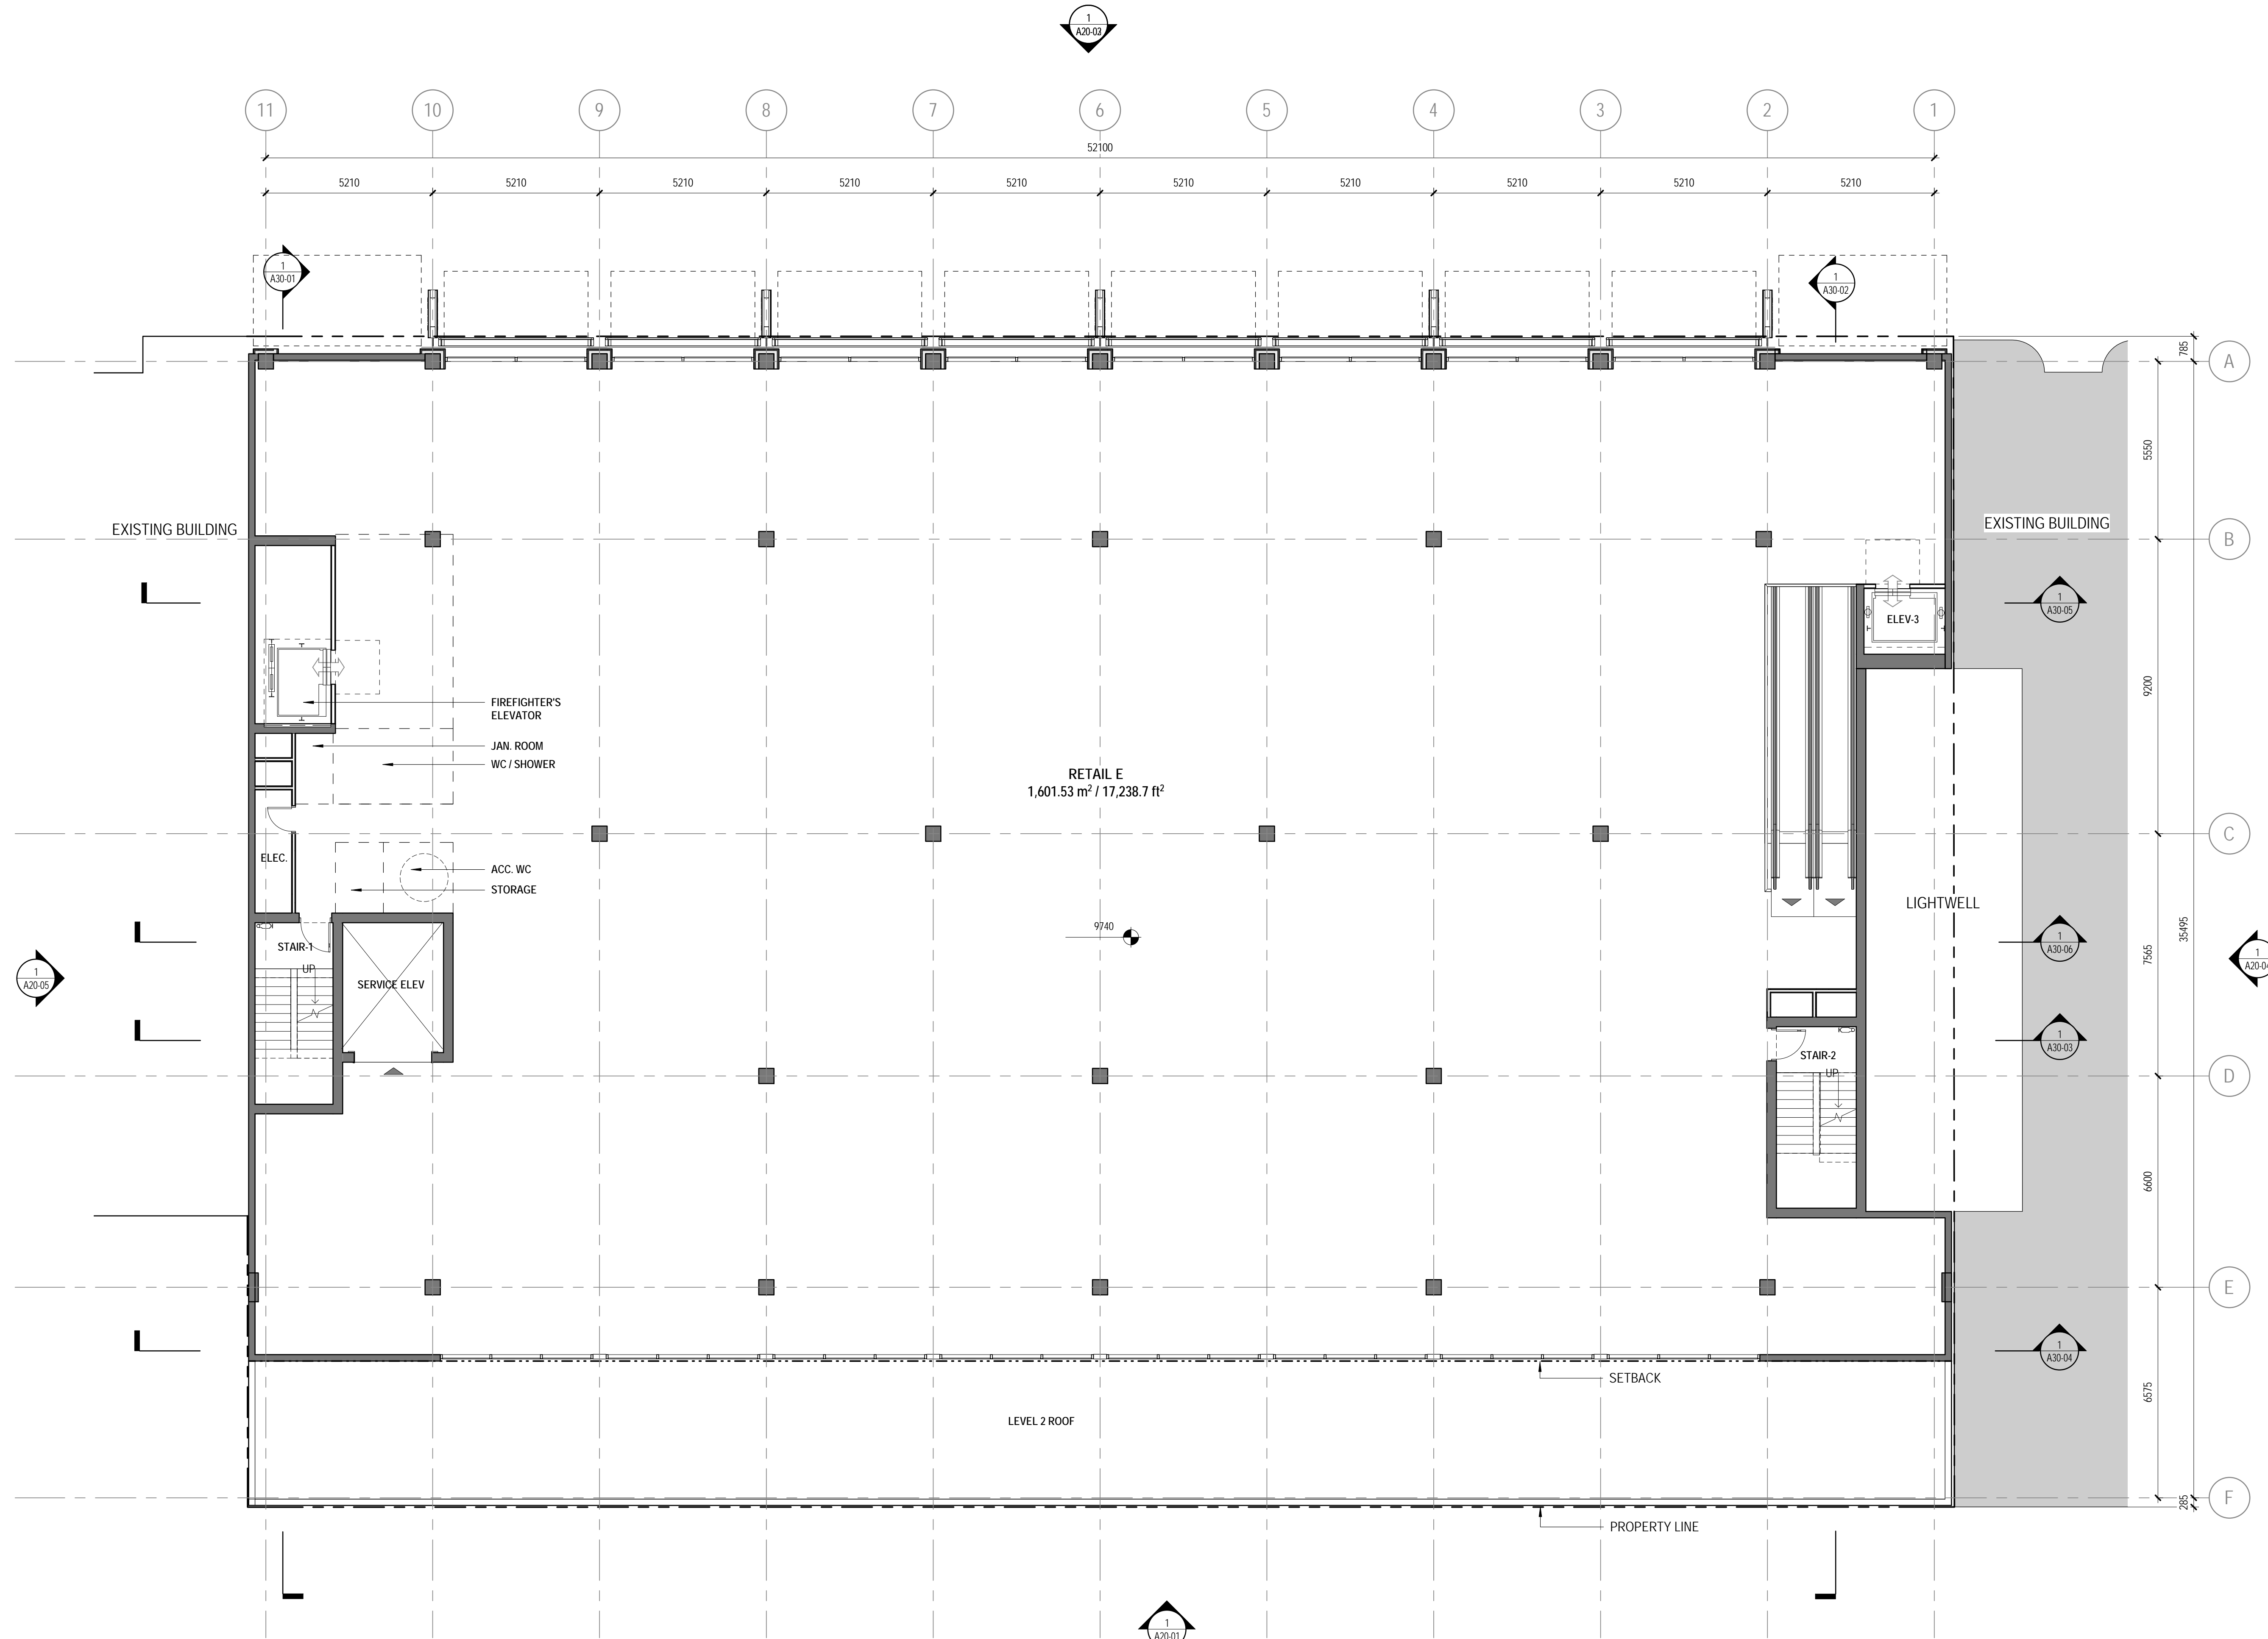 1
A20-03
11
10
9
8
7
6
5
4
3
2
1
52100
5210
5210
5210
5210
5210
5210
5210
5210
5210
5210
1
A30-01
1
A30-02
785
A
5550
EXISTING BUILDING
EXISTING BUILDING
B
1
A30-05
ELEV-3
9200
FIREFIGHTER'S
ELEVATOR
JAN. ROOM
WC / SHOWER
RETAIL E
1,601.53 m² / 17,238.7 ft²
C
ELEC.
ACC. WC
STORAGE
LIGHTWELL
9740
35495
7565
1
A30-06
STAIR-1
UP
SERVICE ELEV
1
A20-05
1
1
A30-03
STAIR-2
UP
D
6600
E
1
A30-04
SETBACK
6575
LEVEL 2 ROOF
285
F
PROPERTY LINE
1
A20-01